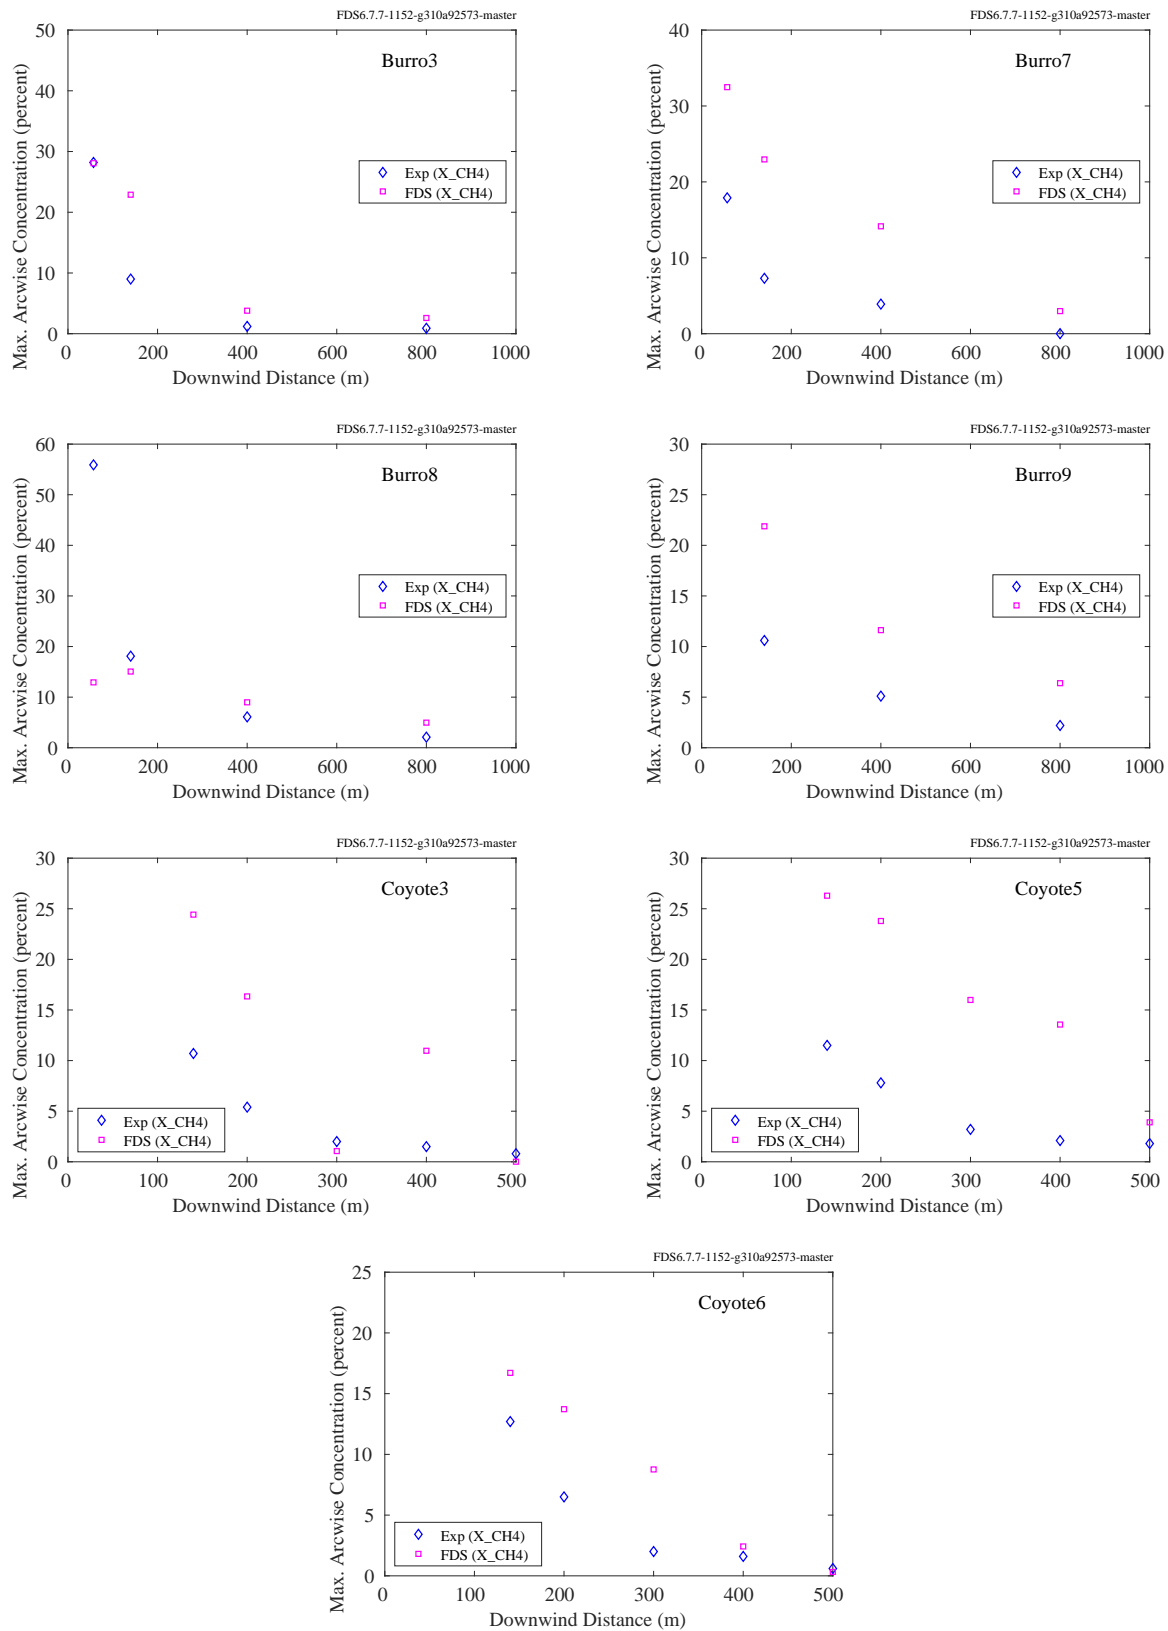 FDS6.7.7-1152-g310a92573-master
Burro3
Max. Arcwise Concentration (percent)
50
40
30
20
10
0
Exp (X_CH4)
FDS (X_CH4)
0 200 400 600 800 1000
Downwind Distance (m)
FDS6.7.7-1152-g310a92573-master
Burro7
Max. Arcwise Concentration (percent)
40
30
20
10
0
Exp (X_CH4)
FDS (X_CH4)
0 200 400 600 800 1000
Downwind Distance (m)
FDS6.7.7-1152-g310a92573-master
Burro8
Max. Arcwise Concentration (percent)
60
50
40
30
20
10
0
Exp (X_CH4)
FDS (X_CH4)
0 200 400 600 800 1000
Downwind Distance (m)
FDS6.7.7-1152-g310a92573-master
Burro9
Max. Arcwise Concentration (percent)
30
25
20
15
10
5
0
Exp (X_CH4)
FDS (X_CH4)
0 200 400 600 800 1000
Downwind Distance (m)
FDS6.7.7-1152-g310a92573-master
Coyote3
Max. Arcwise Concentration (percent)
30
25
20
15
10
5
0
Exp (X_CH4)
FDS (X_CH4)
0 100 200 300 400 500
Downwind Distance (m)
FDS6.7.7-1152-g310a92573-master
Coyote5
Max. Arcwise Concentration (percent)
30
25
20
15
10
5
0
Exp (X_CH4)
FDS (X_CH4)
0 100 200 300 400 500
Downwind Distance (m)
FDS6.7.7-1152-g310a92573-master
Coyote6
Max. Arcwise Concentration (percent)
25
20
15
10
5
0
Exp (X_CH4)
FDS (X_CH4)
0 100 200 300 400 500
Downwind Distance (m)